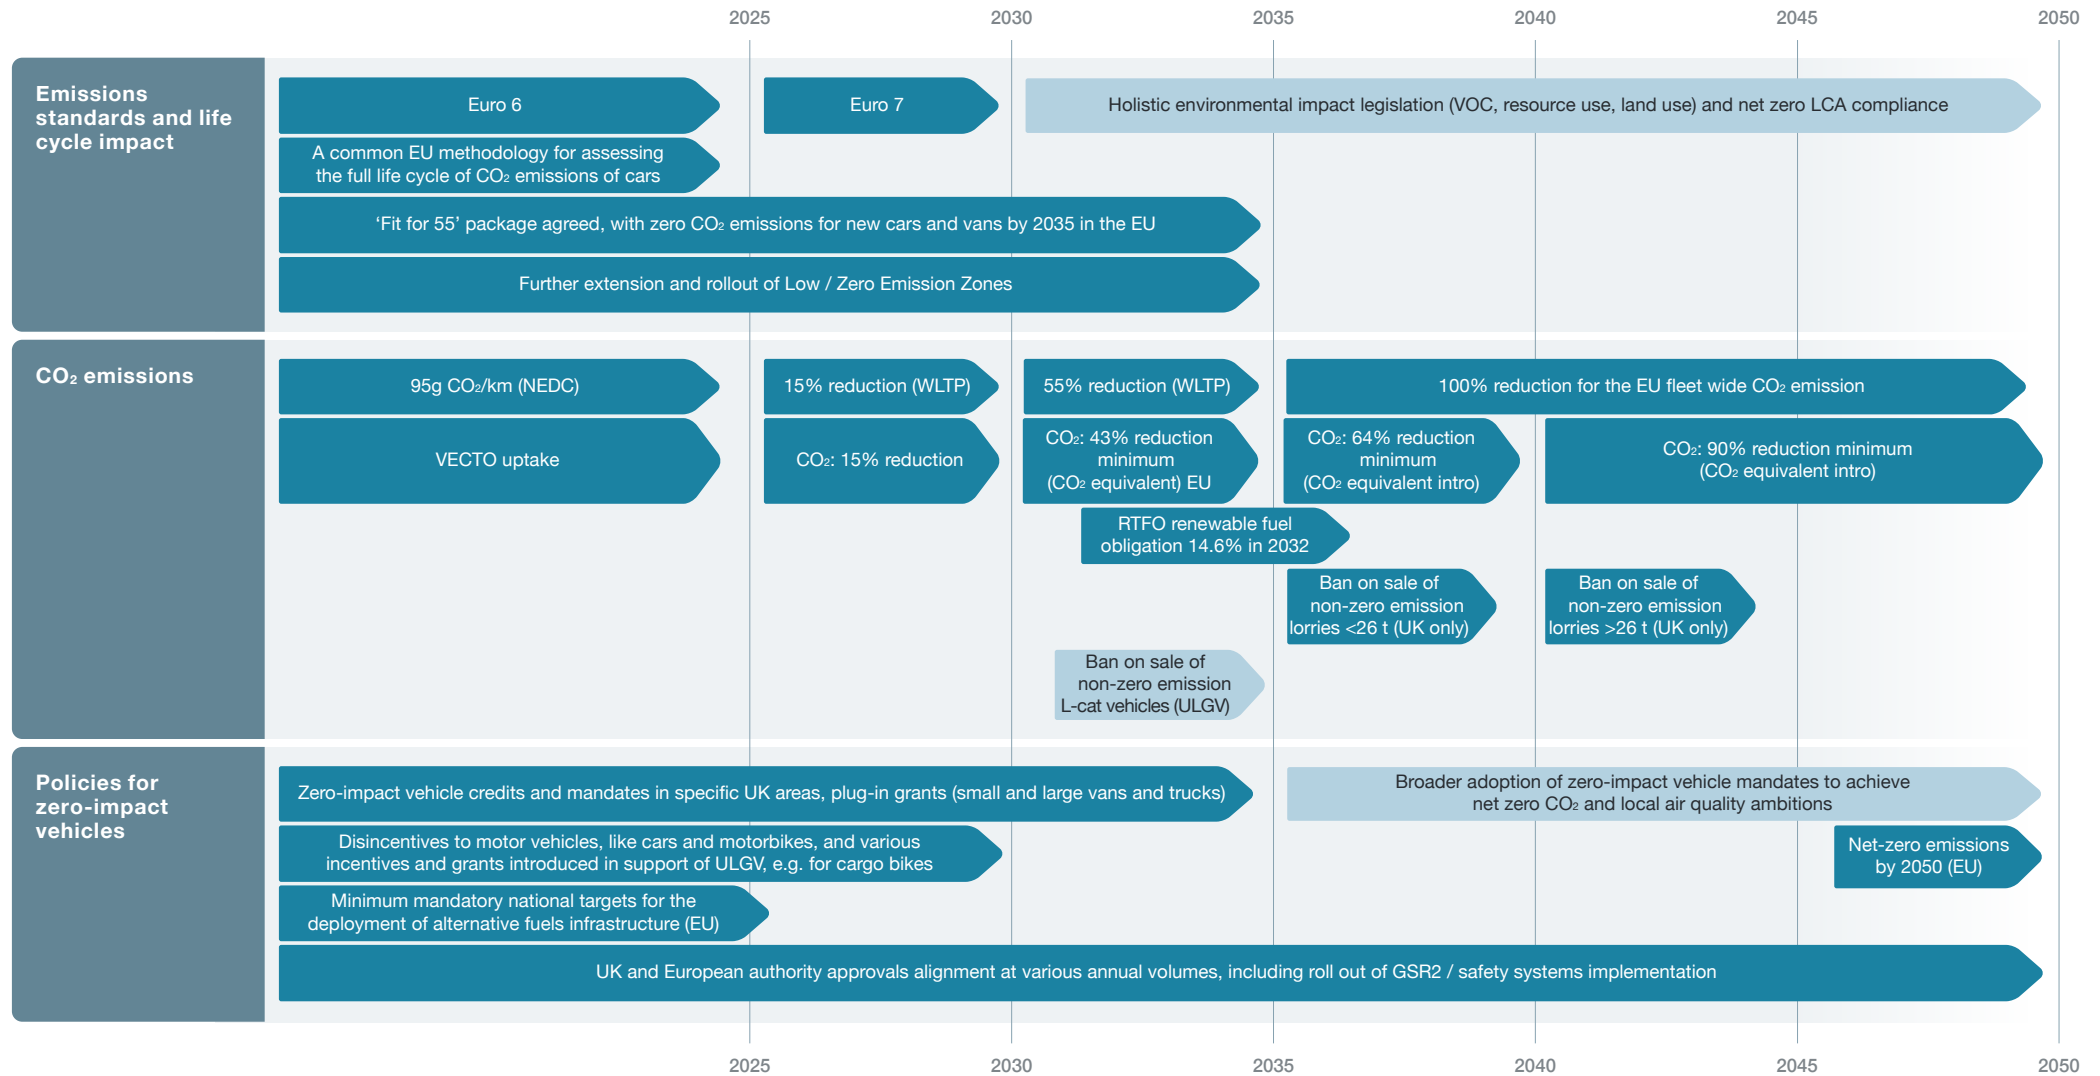 2025 2030 2035 2040 2045 2050
Emissions
standards and life
cycle impact
Euro 6
Euro 7
Holistic environmental impact legislation (VOC, resource use, land use) and net zero LCA compliance
A common EU methodology for assessing
the full life cycle of CO₂ emissions of cars
‘Fit for 55’ package agreed, with zero CO₂ emissions for new cars and vans by 2035 in the EU
Further extension and rollout of Low / Zero Emission Zones
CO₂ emissions
95g CO₂/km (NEDC)
15% reduction (WLTP)
55% reduction (WLTP)
100% reduction for the EU fleet wide CO₂ emission
VECTO uptake
CO₂: 15% reduction
CO₂: 43% reduction
minimum
(CO₂ equivalent) EU
CO₂: 64% reduction
minimum
(CO₂ equivalent intro)
CO₂: 90% reduction minimum
(CO₂ equivalent intro)
RTFO renewable fuel
obligation 14.6% in 2032
Ban on sale of
non-zero emission
lorries <26 t (UK only)
Ban on sale of
non-zero emission
lorries >26 t (UK only)
Ban on sale of
non-zero emission
L-cat vehicles (ULGV)
Policies for
zero-impact
vehicles
Zero-impact vehicle credits and mandates in specific UK areas, plug-in grants (small and large vans and trucks)
Broader adoption of zero-impact vehicle mandates to achieve
net zero CO₂ and local air quality ambitions
Disincentives to motor vehicles, like cars and motorbikes, and various
incentives and grants introduced in support of ULGV, e.g. for cargo bikes
Net-zero emissions
by 2050 (EU)
Minimum mandatory national targets for the
deployment of alternative fuels infrastructure (EU)
UK and European authority approvals alignment at various annual volumes, including roll out of GSR2 / safety systems implementation
2025 2030 2035 2040 2045 2050